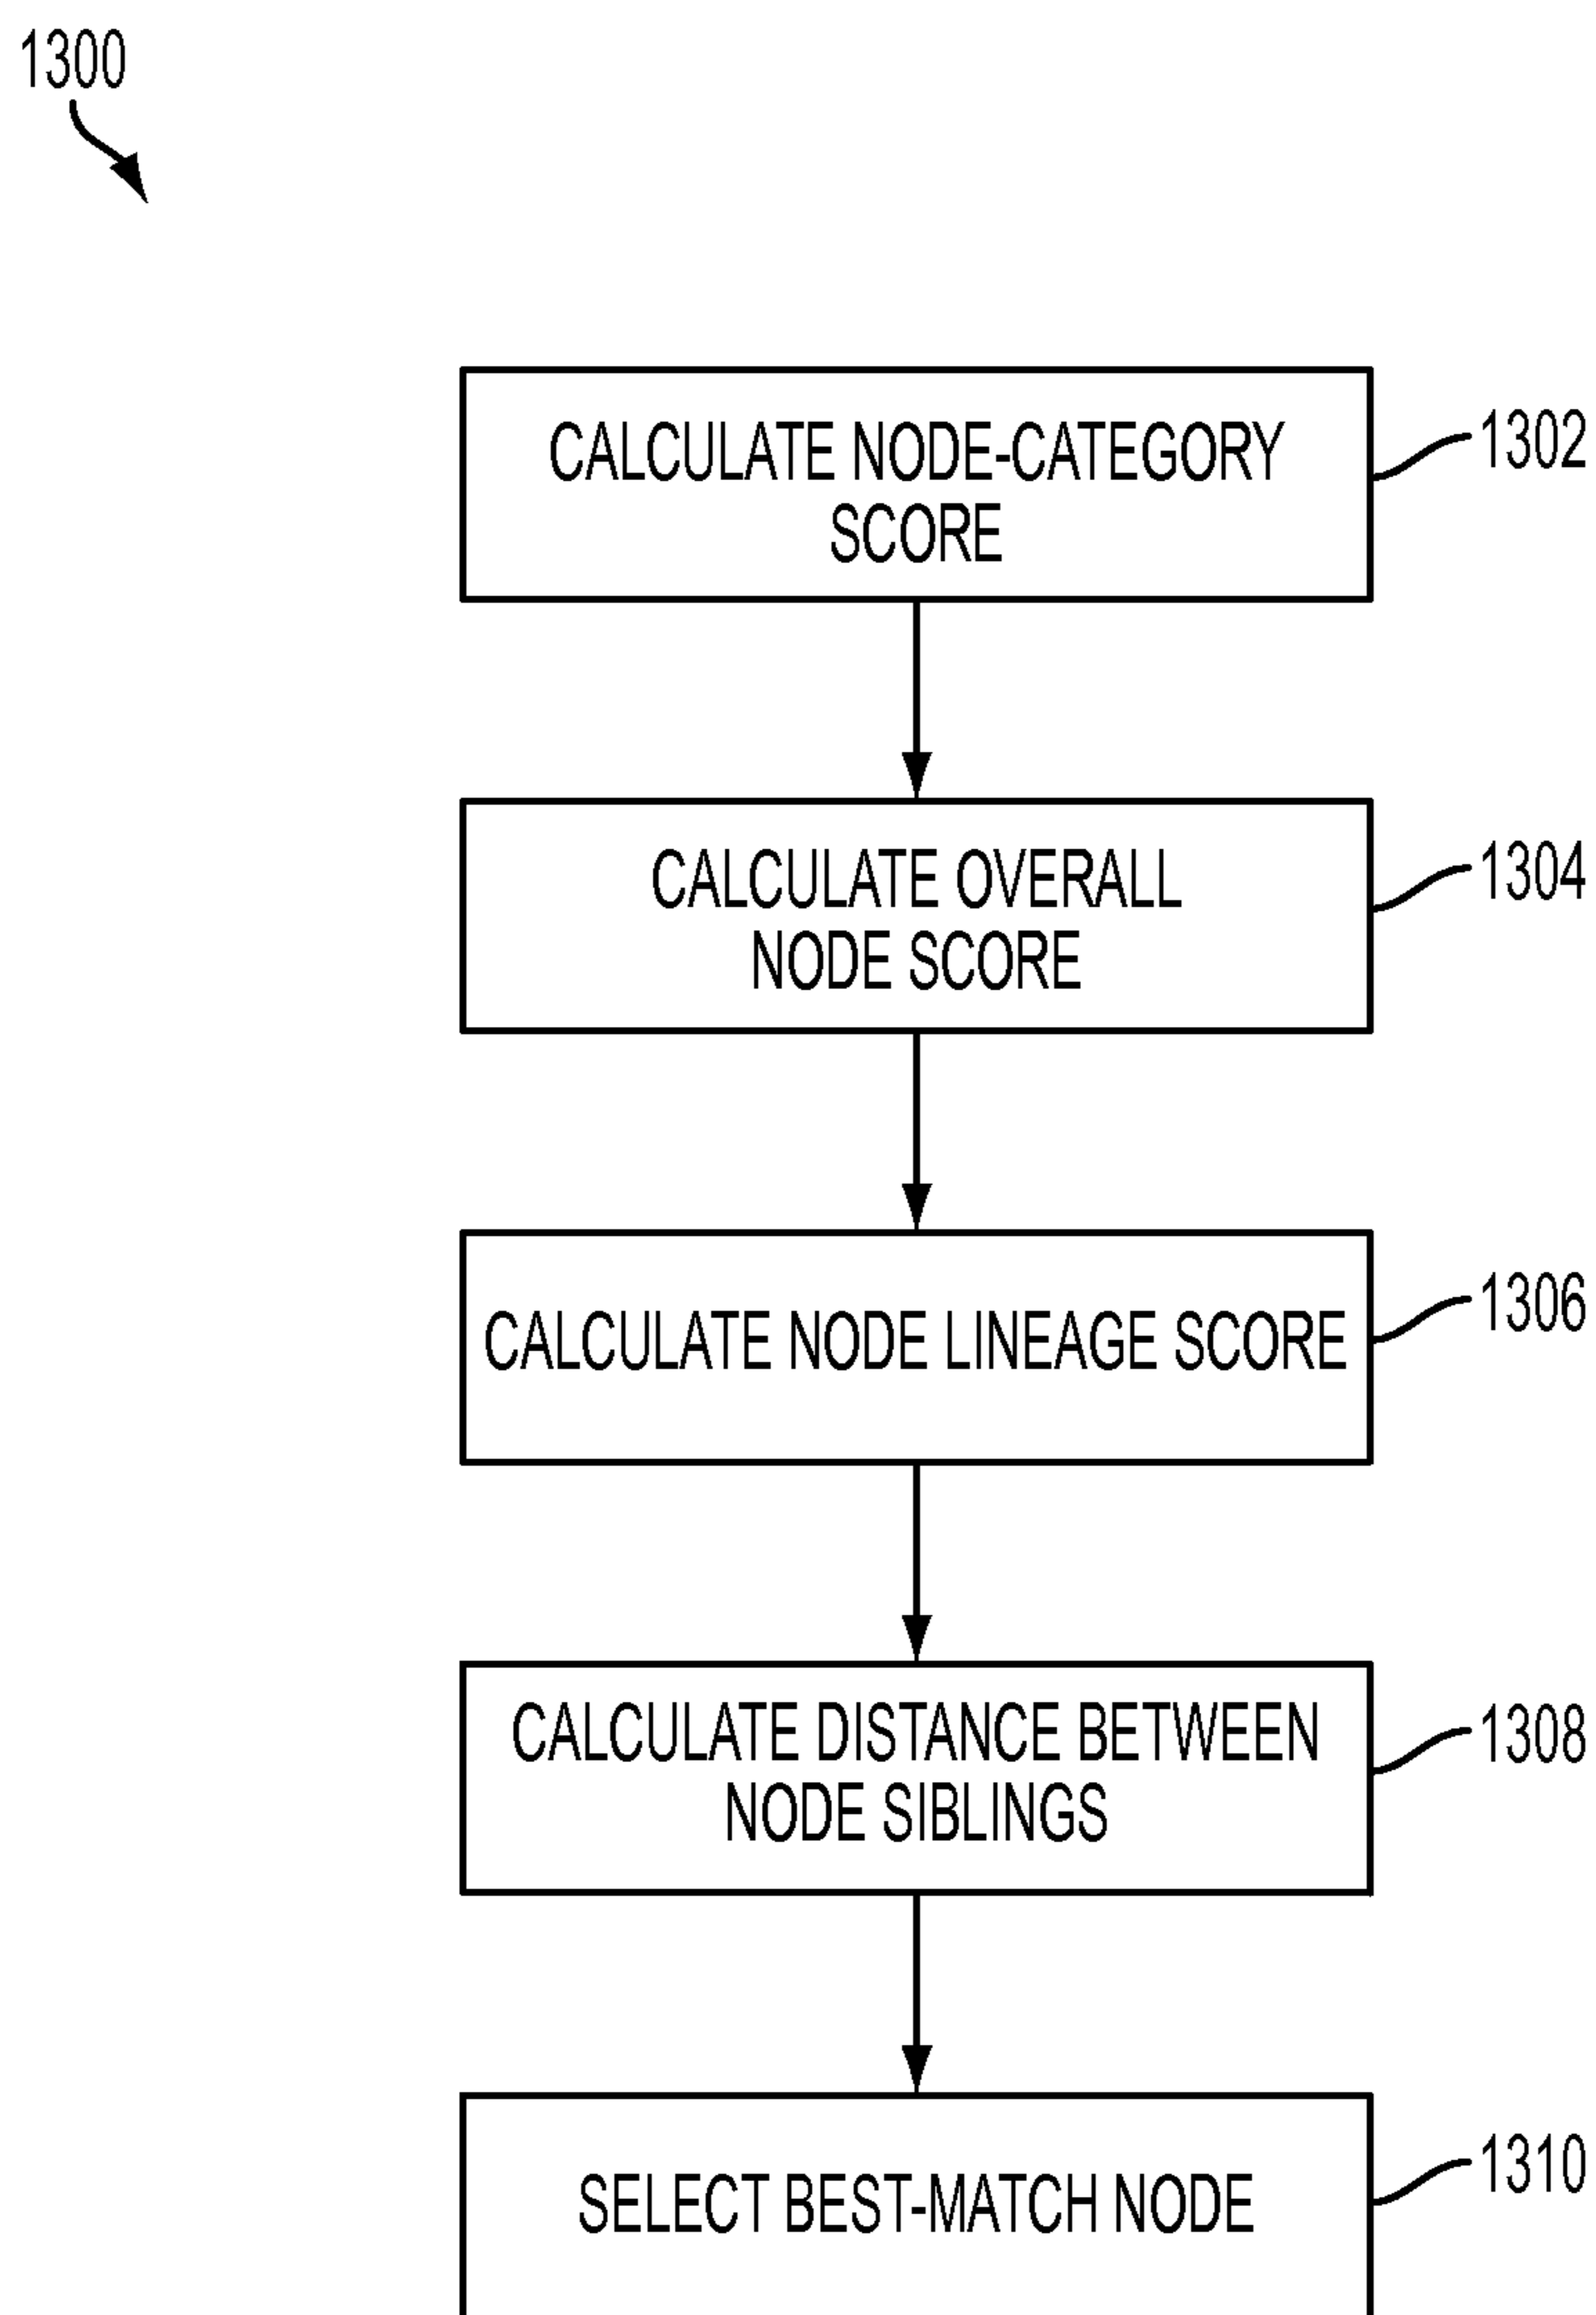 1300
CALCULATE NODE-CATEGORY
SCORE
1302
CALCULATE OVERALL
NODE SCORE
1304
CALCULATE NODE LINEAGE SCORE
1306
CALCULATE DISTANCE BETWEEN
NODE SIBLINGS
1308
SELECT BEST-MATCH NODE
1310